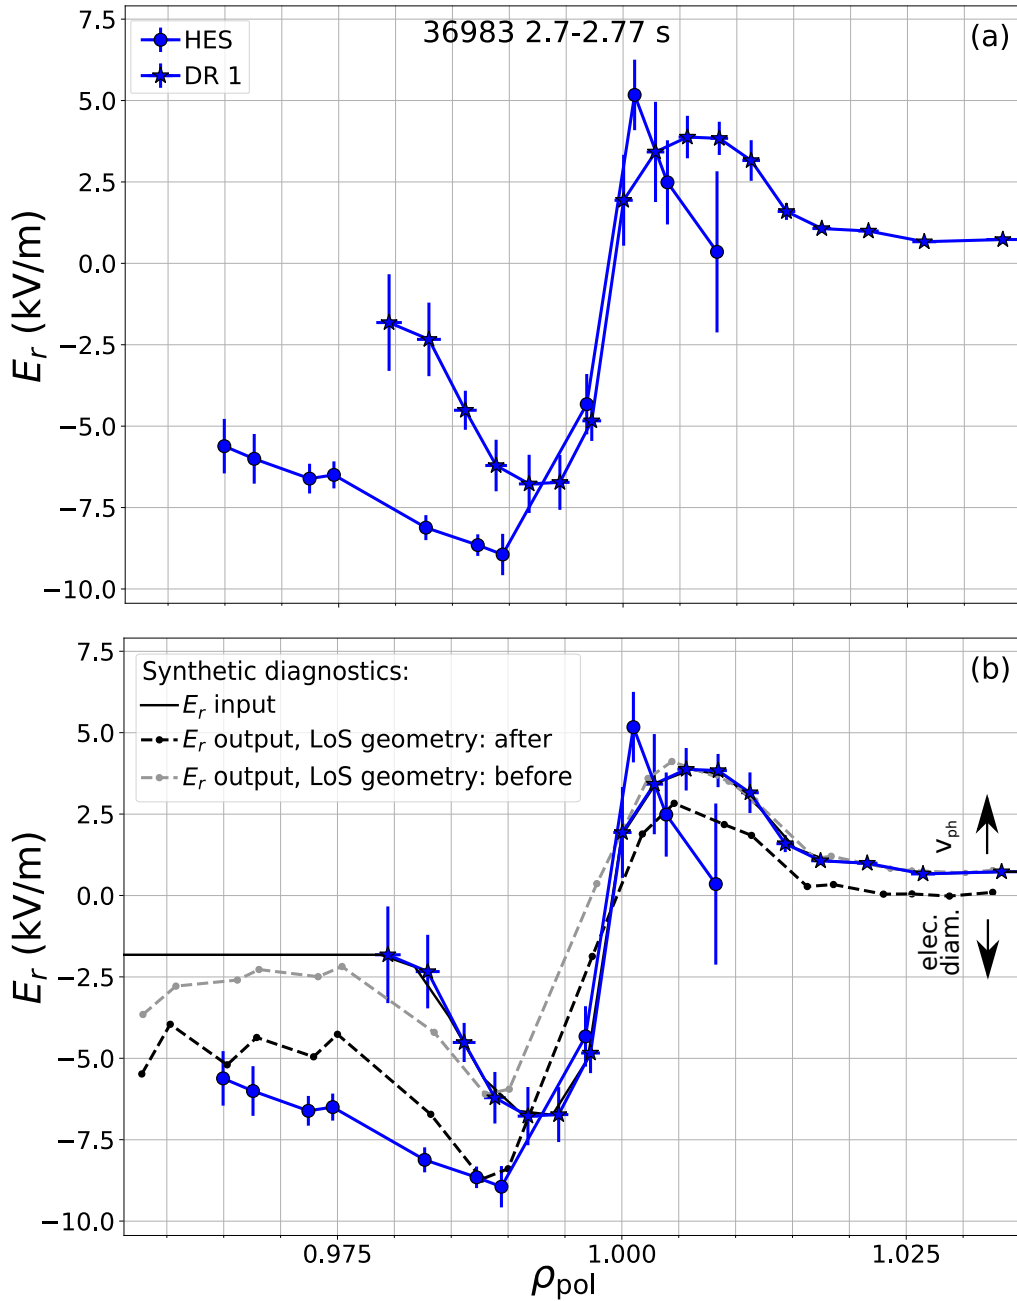 36983 2.7-2.77 s
(a)
HES
DR 1
7.5
5.0
2.5
0.0
−2.5
−5.0
−7.5
−10.0
E_r (kV/m)
(b)
Synthetic diagnostics:
E_r input
E_r output, LoS geometry: after
E_r output, LoS geometry: before
7.5
5.0
2.5
0.0
−2.5
−5.0
−7.5
−10.0
E_r (kV/m)
v_ph
elec.
diam.
0.975
1.000
1.025
ρ_pol